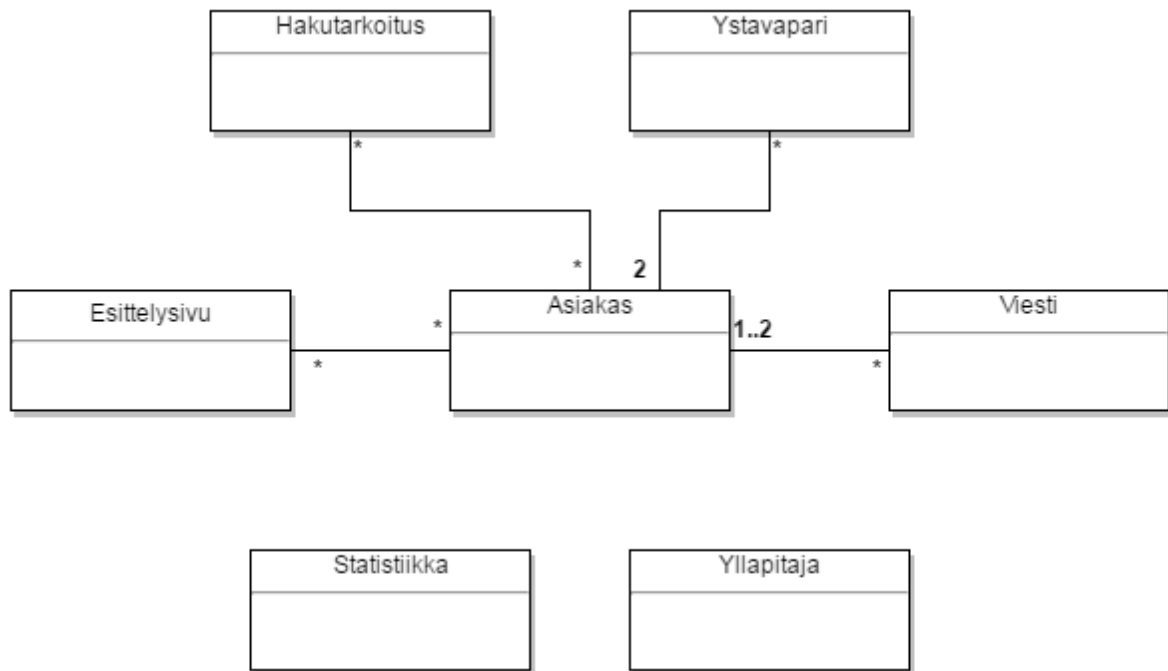 Hakutarkoitus
Ystavapari
*
*
*
2
Esittelysivu
*
*
Asiakas
1..2
*
Viesti
Statistiikka
Yllapitaja